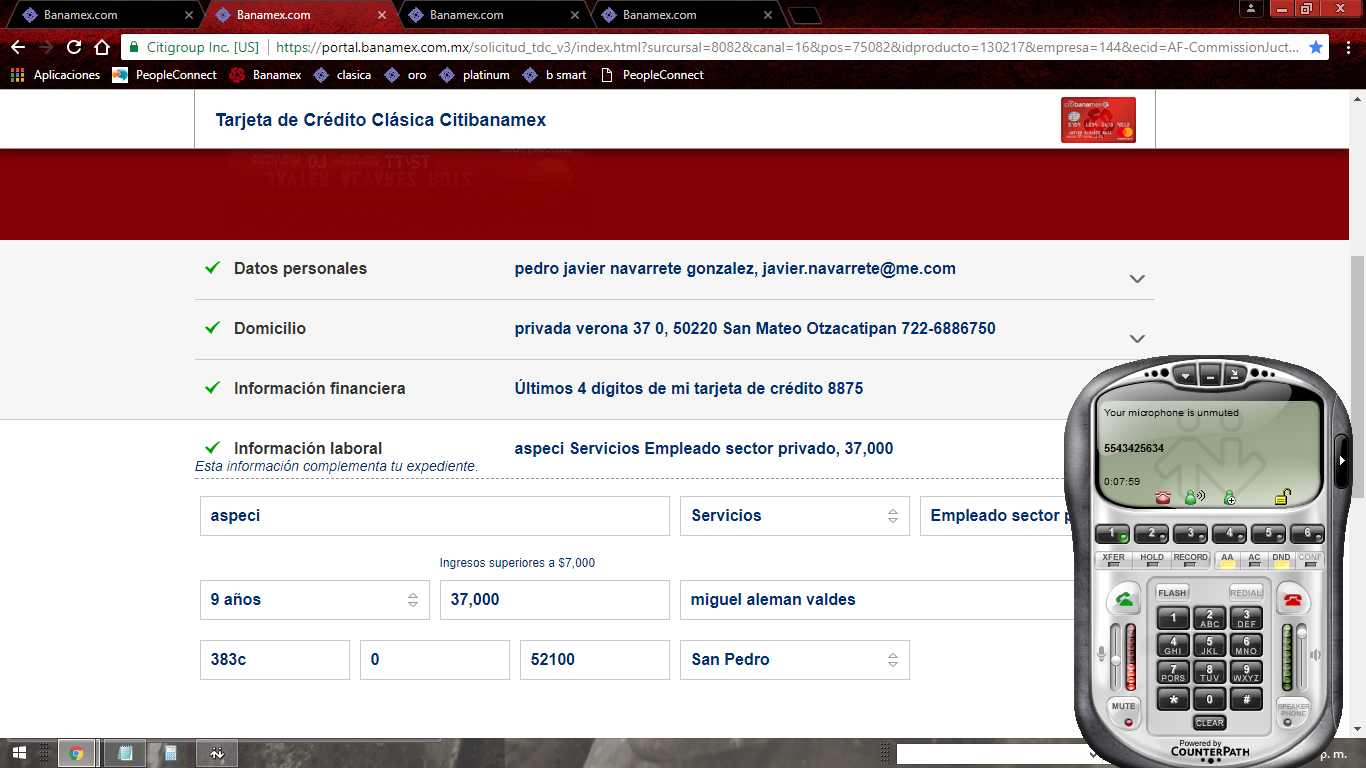 Banamex.com
Banamex.com
Banamex.com
Banamex.com
Citigroup Inc. [US]
https://portal.banamex.com.mx/solicitud_tdc_v3/index.html?surcursal=8082&canal=16&pos=75082&idproducto=130217&empresa=144&ecid=AF-CommissionJuct...
Aplicaciones PeopleConnect Banamex clasica oro platinum b smart PeopleConnect
Tarjeta de Crédito Clásica Citibanamex
citibanamex
JAVIER ALVAREZ RUIZ
Datos personales
pedro javier navarrete gonzalez, javier.navarrete@me.com
Domicilio
privada verona 37 0, 50220 San Mateo Otzacatipan 722-6886750
Información financiera
Últimos 4 dígitos de mi tarjeta de crédito 8875
Información laboral
aspeci Servicios Empleado sector privado, 37,000
Esta información complementa tu expediente.
aspeci
Servicios
Empleado sector p
Ingresos superiores a $7,000
9 años
37,000
miguel aleman valdes
383c
0
52100
San Pedro
Your microphone is unmuted
5543425634
0:07:59
1 2 3 4 5 6
XFER HOLD RECORD AA AC DND CONF
FLASH REDIAL
1 2 ABC 3 DEF
4 GHI 5 JKL 6 MNO
7 PQRS 8 TUV 9 WXYZ
* 0 #
MUTE
SPEAKER PHONE
CLEAR
Powered by
COUNTERPATH
p. m.